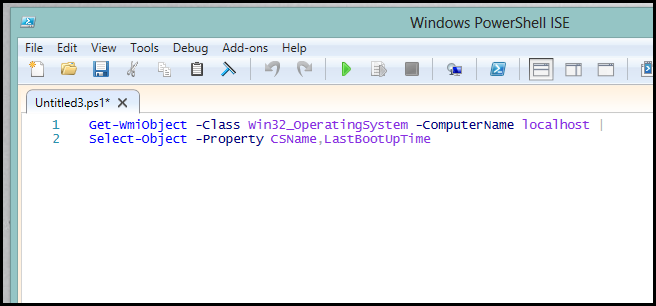 Windows PowerShell ISE
File Edit View Tools Debug Add-ons Help
Untitled3.ps1*
1 Get-WmiObject -Class Win32_OperatingSystem -ComputerName localhost |
2 Select-Object -Property CSName,LastBootUpTime